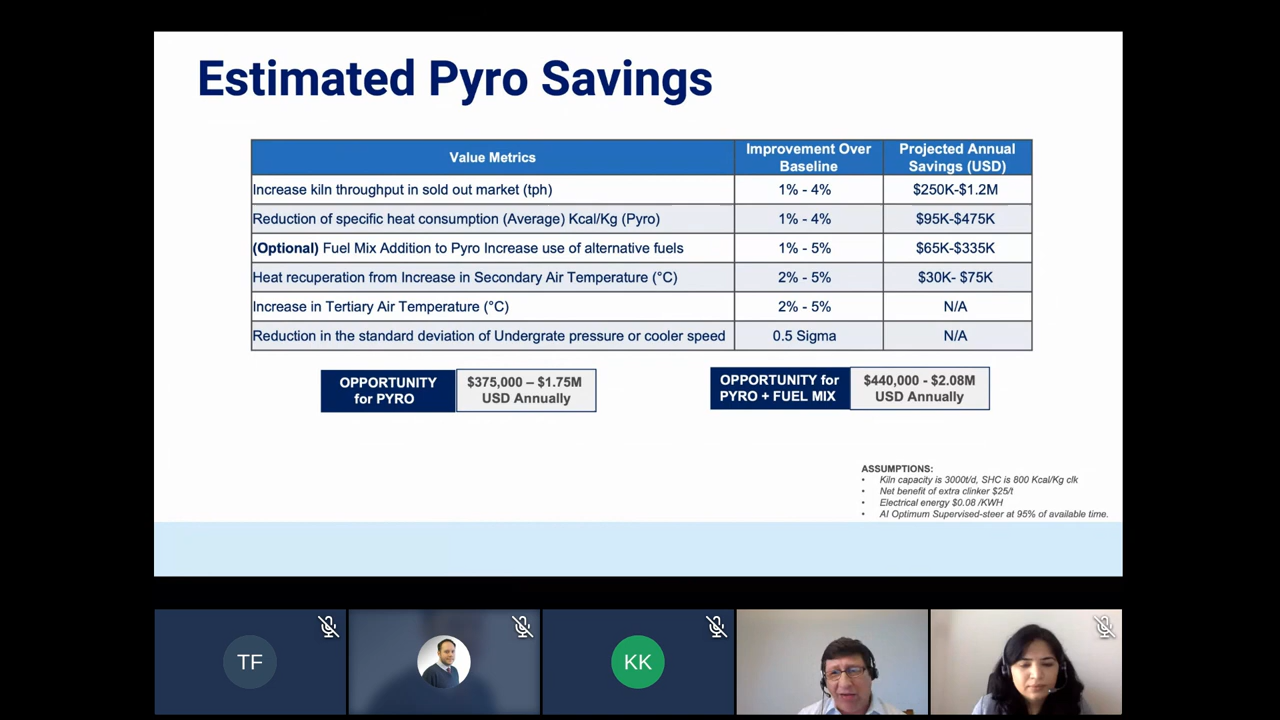 Estimated Pyro Savings
Value Metrics
Improvement Over
Baseline
Projected Annual
Savings (USD)
Increase kiln throughput in sold out market (tph)
1% - 4%
$250K-$1.2M
Reduction of specific heat consumption (Average) Kcal/Kg (Pyro)
1% - 4%
$95K-$475K
(Optional) Fuel Mix Addition to Pyro Increase use of alternative fuels
1% - 5%
$65K-$335K
Heat recuperation from Increase in Secondary Air Temperature (°C)
2% - 5%
$30K- $75K
Increase in Tertiary Air Temperature (°C)
2% - 5%
N/A
Reduction in the standard deviation of Undergrate pressure or cooler speed
0.5 Sigma
N/A
OPPORTUNITY
for PYRO
$375,000 – $1.75M
USD Annually
OPPORTUNITY for
PYRO + FUEL MIX
$440,000 - $2.08M
USD Annually
ASSUMPTIONS:
• Kiln capacity is 3000t/d, SHC is 800 Kcal/Kg clk
• Net benefit of extra clinker $25/t
• Electrical energy $0.08 /KWH
• AI Optimum Supervised-steer at 95% of available time.
TF
KK